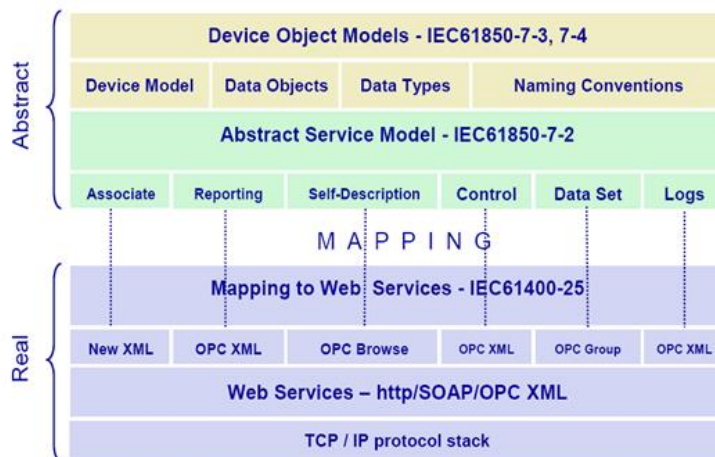 Abstract
Device Object Models - IEC61850-7-3, 7-4
Device Model Data Objects Data Types Naming Conventions
Abstract Service Model - IEC61850-7-2
Associate Reporting Self-Description Control Data Set Logs
M A P P I N G
Real
Mapping to Web Services - IEC61400-25
New XML OPC XML OPC Browse OPC XML OPC Group OPC XML
Web Services – http/SOAP/OPC XML
TCP / IP protocol stack